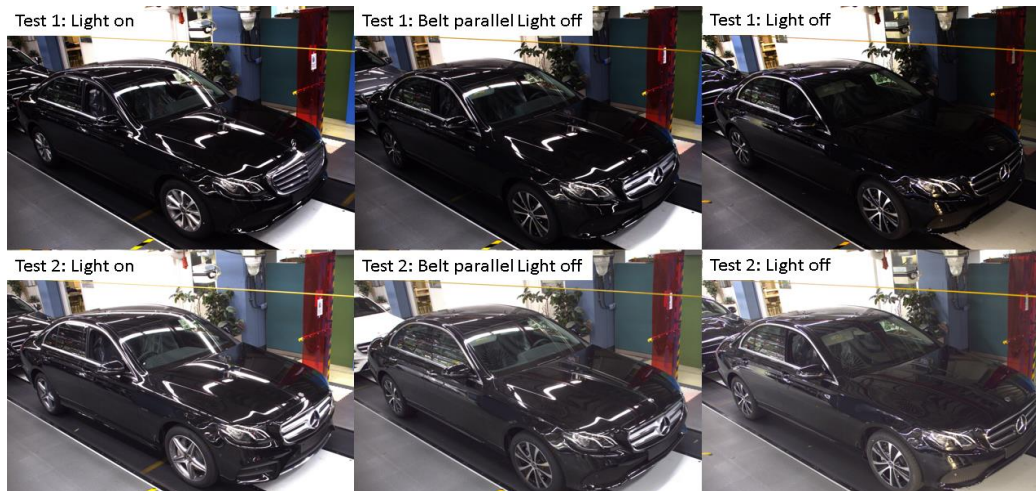 Test 1: Light on
Test 1: Belt parallel Light off
Test 1: Light off
Test 2: Light on
Test 2: Belt parallel Light off
Test 2: Light off